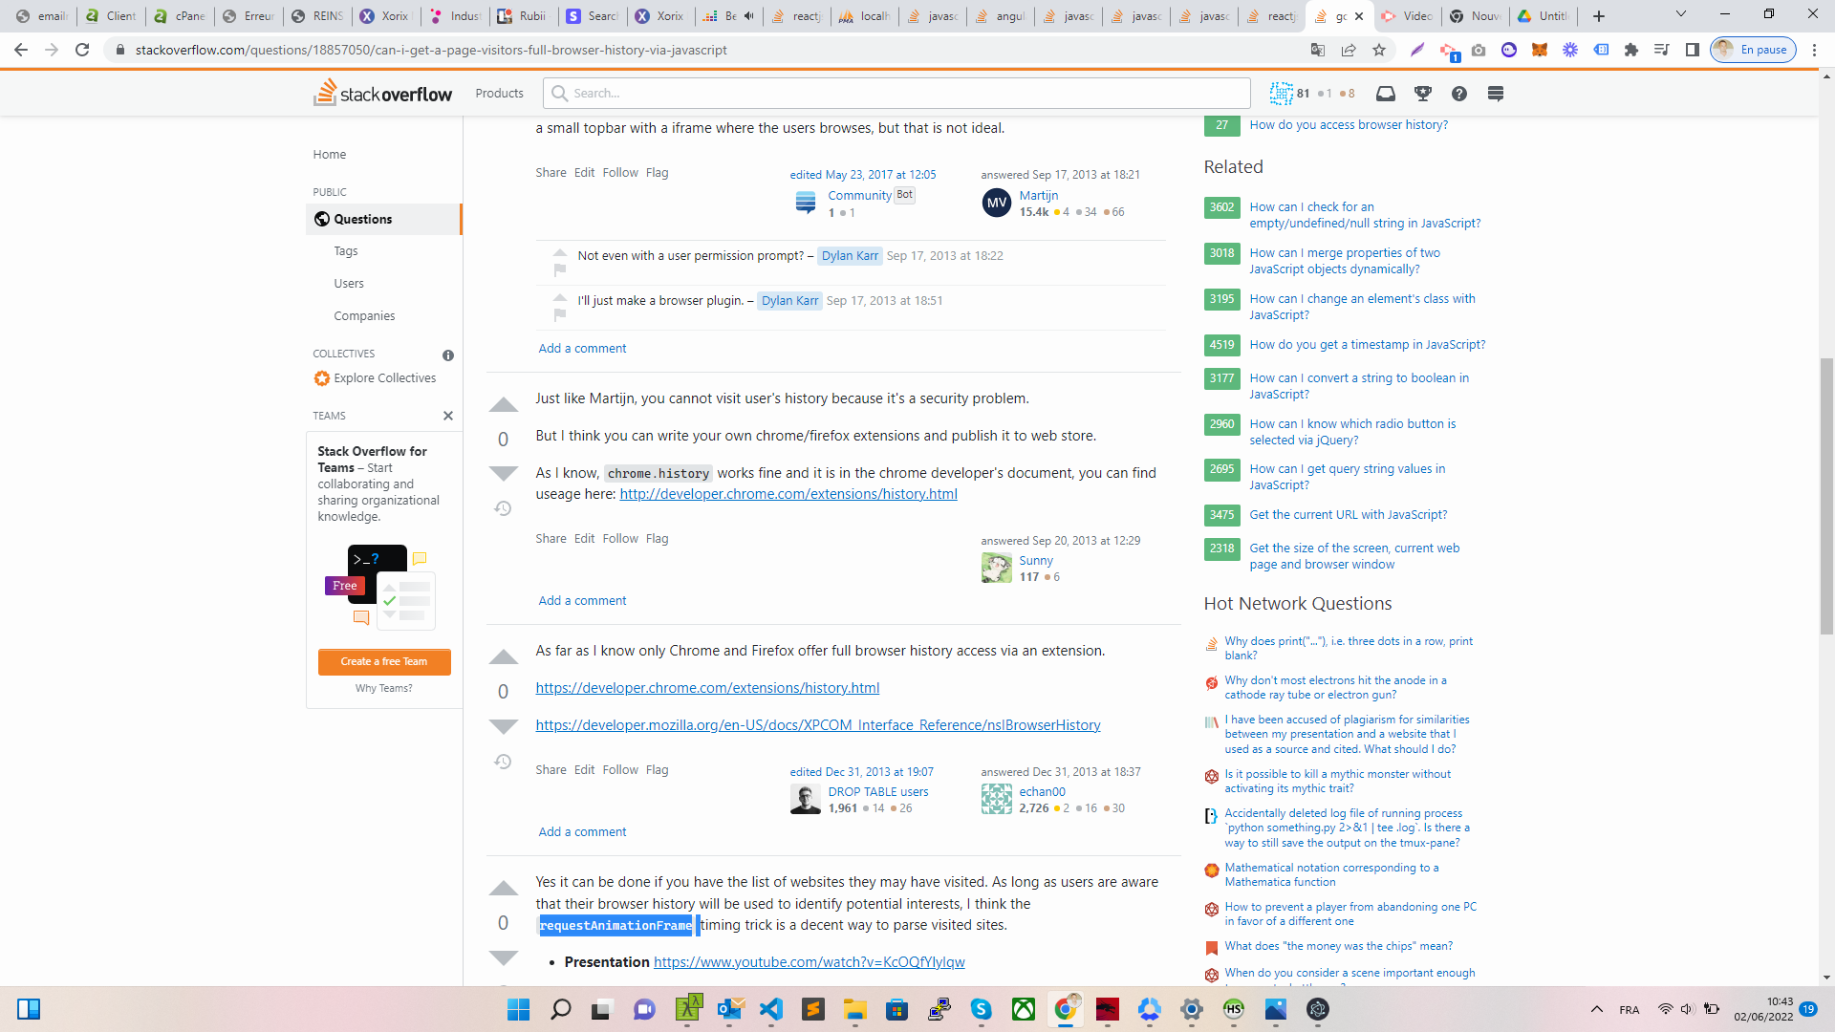 email
Client
cPane
Erreur
REINS
Xorix
Indust
Rubii
Searc
Xorix
Be
reactj
localh
javasc
angul
javasc
javasc
javasc
reactj
go
Video
Nouv
Untitl
stackoverflow.com/questions/18857050/can-i-get-a-page-visitors-full-browser-history-via-javascript
1
En pause
stackoverflow
Products
Search...
81 1 8
Home
PUBLIC
Questions
Tags
Users
Companies
COLLECTIVES
Explore Collectives
TEAMS
Stack Overflow for
Teams – Start
collaborating and
sharing organizational
knowledge.
>_?
Free
Create a free Team
Why Teams?
a small topbar with a iframe where the users browses, but that is not ideal.
Share Edit Follow Flag
edited May 23, 2017 at 12:05
Community Bot
1 1
answered Sep 17, 2013 at 18:21
MV
Martijn
15.4k 4 34 66
Not even with a user permission prompt? – Dylan Karr Sep 17, 2013 at 18:22
I'll just make a browser plugin. – Dylan Karr Sep 17, 2013 at 18:51
Add a comment
0
Just like Martijn, you cannot visit user's history because it's a security problem.
But I think you can write your own chrome/firefox extensions and publish it to web store.
As I know, chrome.history works fine and it is in the chrome developer's document, you can find
useage here: http://developer.chrome.com/extensions/history.html
Share Edit Follow Flag
answered Sep 20, 2013 at 12:29
Sunny
117 6
Add a comment
0
As far as I know only Chrome and Firefox offer full browser history access via an extension.
https://developer.chrome.com/extensions/history.html
https://developer.mozilla.org/en-US/docs/XPCOM_Interface_Reference/nsIBrowserHistory
Share Edit Follow Flag
edited Dec 31, 2013 at 19:07
DROP TABLE users
1,961 14 26
answered Dec 31, 2013 at 18:37
echan00
2,726 2 16 30
Add a comment
0
Yes it can be done if you have the list of websites they may have visited. As long as users are aware
that their browser history will be used to identify potential interests, I think the
requestAnimationFrame timing trick is a decent way to parse visited sites.
• Presentation https://www.youtube.com/watch?v=KcOQfYlyIqw
27 How do you access browser history?
Related
3602 How can I check for an
empty/undefined/null string in JavaScript?
3018 How can I merge properties of two
JavaScript objects dynamically?
3195 How can I change an element's class with
JavaScript?
4519 How do you get a timestamp in JavaScript?
3177 How can I convert a string to boolean in
JavaScript?
2960 How can I know which radio button is
selected via jQuery?
2695 How can I get query string values in
JavaScript?
3475 Get the current URL with JavaScript?
2318 Get the size of the screen, current web
page and browser window
Hot Network Questions
Why does print("..."), i.e. three dots in a row, print
blank?
Why don't most electrons hit the anode in a
cathode ray tube or electron gun?
I have been accused of plagiarism for similarities
between my presentation and a website that I
used as a source and cited. What should I do?
Is it possible to kill a mythic monster without
activating its mythic trait?
Accidentally deleted log file of running process
`python something.py 2>&1 | tee .log`. Is there a
way to still save the output on the tmux-pane?
Mathematical notation corresponding to a
Mathematica function
How to prevent a player from abandoning one PC
in favor of a different one
What does "the money was the chips" mean?
When do you consider a scene important enough
FRA
10:43
02/06/2022
19